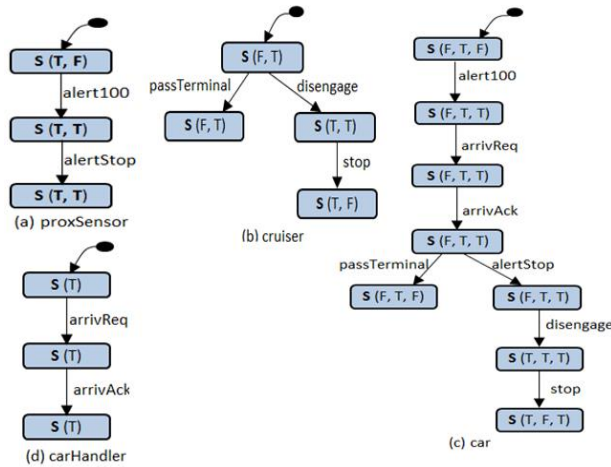 S (T, F)
alert100
S (T, T)
alertStop
S (T, T)
(a) proxSensor
S (F, T)
passTerminal
disengage
S (F, T)
S (T, T)
stop
S (T, F)
(b) cruiser
S (F, T, F)
alert100
S (F, T, T)
arrivReq
S (F, T, T)
arrivAck
S (F, T, T)
passTerminal
alertStop
S (F, T, F)
S (F, T, T)
disengage
S (T, T, T)
stop
S (T, F, T)
(c) car
S (T)
arrivReq
S (T)
arrivAck
S (T)
(d) carHandler